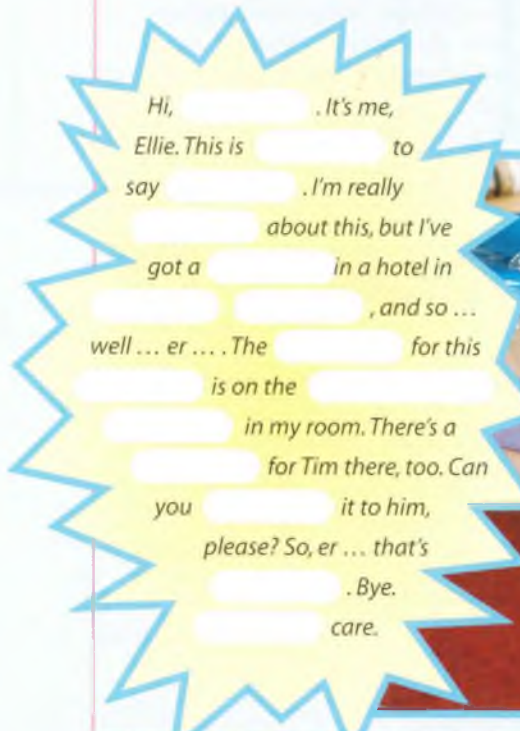 Hi, . It's me,
Ellie. This is to
say . I'm really
about this, but I've
got a in a hotel in
, and so ...
well ... er ... . The for this
is on the
in my room. There's a
for Tim there, too. Can
you it to him,
please? So, er ... that's
. Bye.
care.